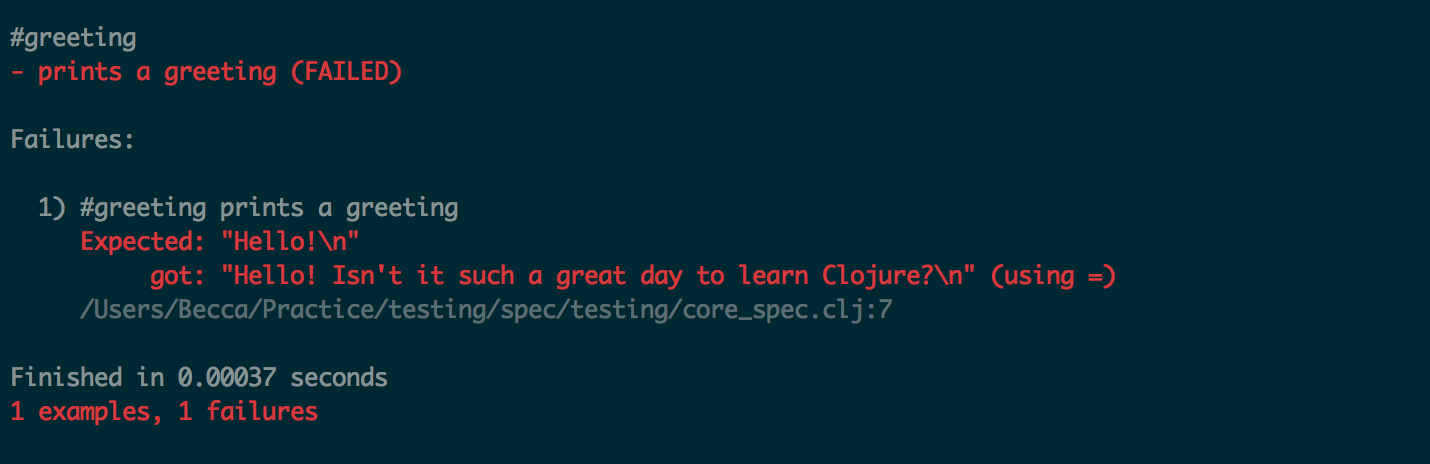 #greeting
- prints a greeting (FAILED)
Failures:
1) #greeting prints a greeting
Expected: "Hello!\n"
got: "Hello! Isn't it such a great day to learn Clojure?\n" (using =)
/Users/Becca/Practice/testing/spec/testing/core_spec.clj:7
Finished in 0.00037 seconds
1 examples, 1 failures